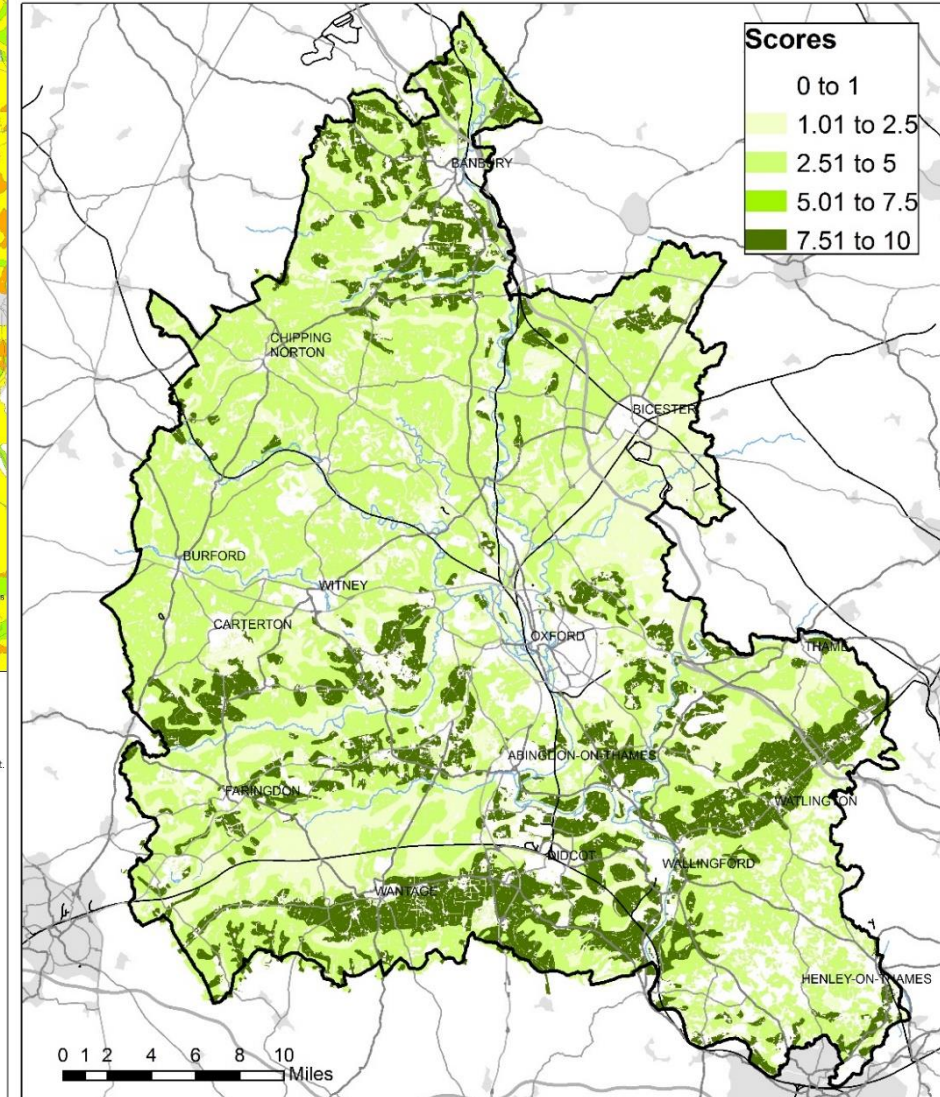 Scores
0 to 1
1.01 to 2.5
2.51 to 5
5.01 to 7.5
7.51 to 10
BANBURY
CHIPPING
NORTON
BICESTER
BURFORD
WITNEY
CARTERTON
OXFORD
THAME
ABINGDON-ON-THAMES
FARINGDON
WATLINGTON
DIDCOT
WALLINGFORD
WANTAGE
HENLEY-ON-THAMES
0 1 2 4 6 8 10
Miles
t.